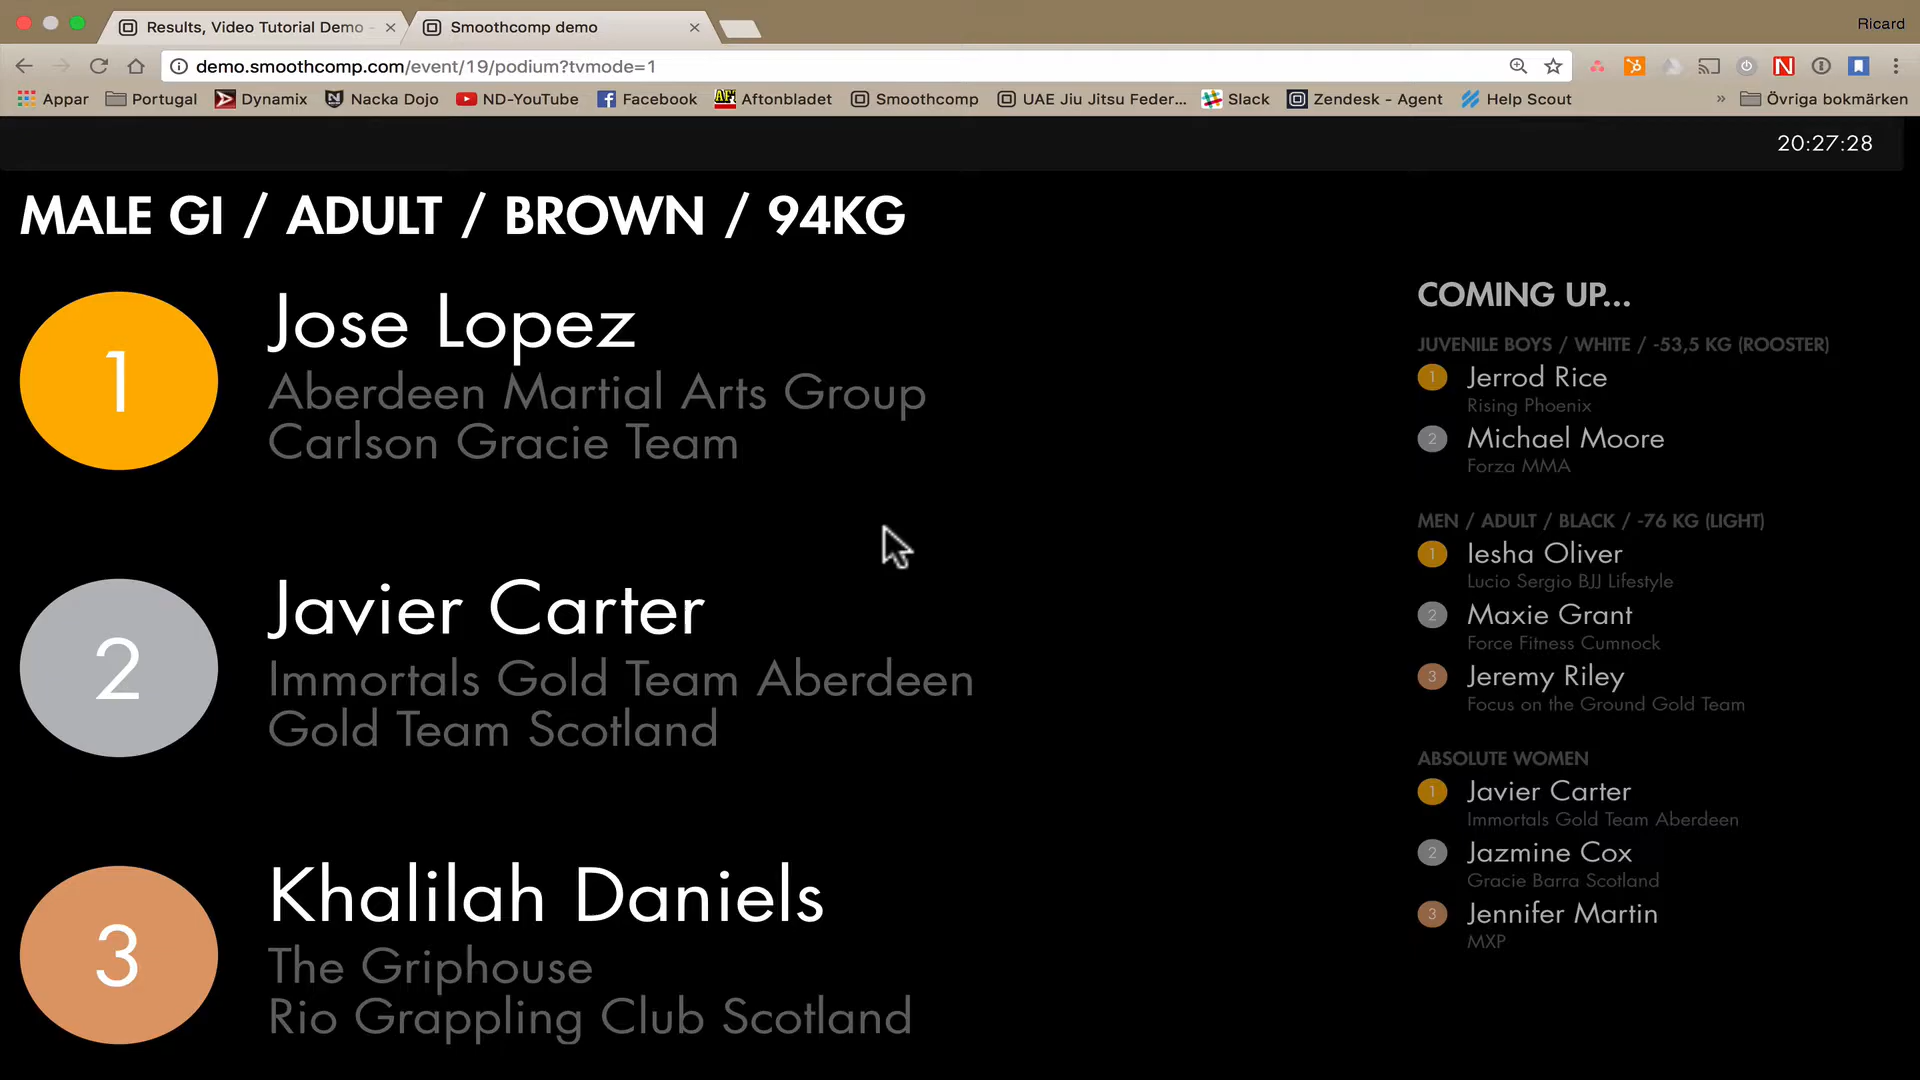 Results, Video Tutorial Demo -
Smoothcomp demo
Ricard
demo.smoothcomp.com/event/19/podium?tvmode=1
Appar
Portugal
Dynamix
Nacka Dojo
ND-YouTube
Facebook
Aftonbladet
Smoothcomp
UAE Jiu Jitsu Feder...
Slack
Zendesk - Agent
Help Scout
» Övriga bokmärken
20:27:28
MALE GI / ADULT / BROWN / 94KG
1
Jose Lopez
Aberdeen Martial Arts Group
Carlson Gracie Team
2
Javier Carter
Immortals Gold Team Aberdeen
Gold Team Scotland
3
Khalilah Daniels
The Griphouse
Rio Grappling Club Scotland
COMING UP...
JUVENILE BOYS / WHITE / -53,5 KG (ROOSTER)
1 Jerrod Rice
Rising Phoenix
2 Michael Moore
Forza MMA
MEN / ADULT / BLACK / -76 KG (LIGHT)
1 Iesha Oliver
Lucio Sergio BJJ Lifestyle
2 Maxie Grant
Force Fitness Cumnock
3 Jeremy Riley
Focus on the Ground Gold Team
ABSOLUTE WOMEN
1 Javier Carter
Immortals Gold Team Aberdeen
2 Jazmine Cox
Gracie Barra Scotland
3 Jennifer Martin
MXP